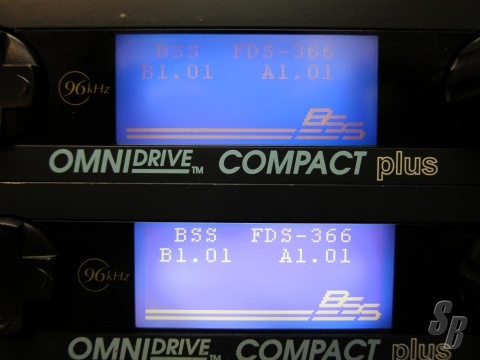 BSS FDS-366
B1.01 A1.01
96kHz
BSS
OMNIDRIVE™ COMPACT plus
BSS FDS-366
B1.01 A1.01
96kHz
BSS
OMNIDRIVE™ COMPACT plus
SB